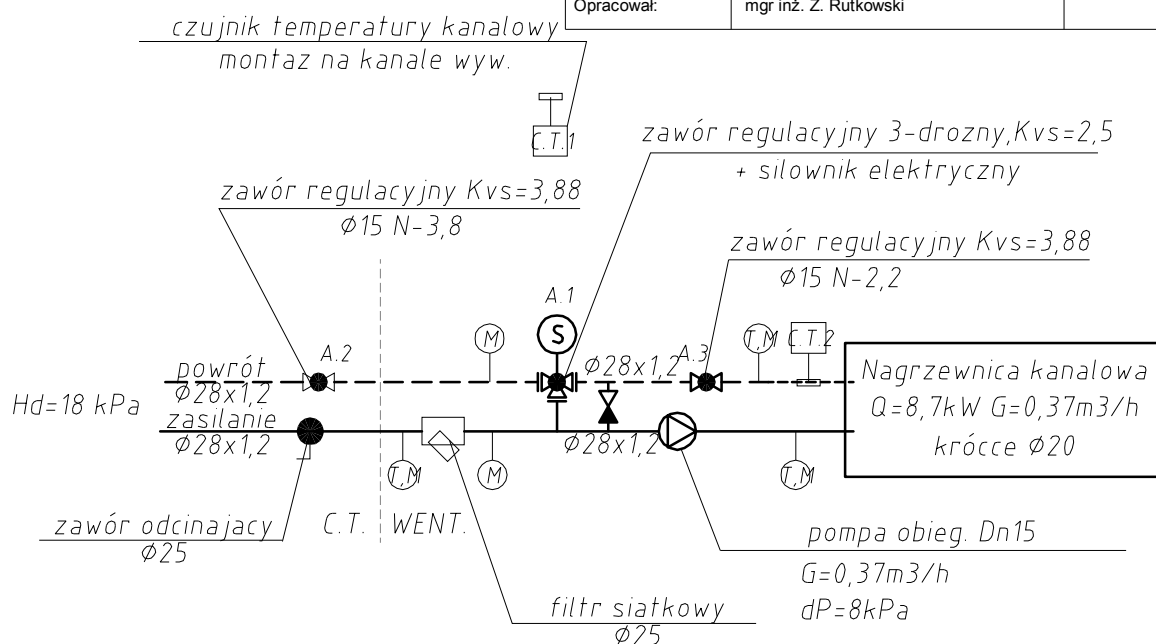 Opracował: mgr inż. Z. Rutkowski
czujnik temperatury kanałowy
montaz na kanale wyw.
C.T.1
zawór regulacyjny 3-drozny,Kvs=2,5
+ silownik elektryczny
zawór regulacyjny Kvs=3,88
Ø15 N-3,8
zawór regulacyjny Kvs=3,88
Ø15 N-2,2
A.1
S
M
T,M
C.T.2
A.2
Ø28x1,2
A.3
powrót
Ø28x1,2
Hd=18 kPa
zasilanie
Ø28x1,2
Ø28x1,2
Nagrzewnica kanałowa
Q=8,7kW G=0,37m3/h
krócce Ø20
T,M
M
T,M
zawór odcinajacy
Ø25
C.T.
WENT.
pompa obieg. Dn15
G=0,37m3/h
dP=8kPa
filtr siatkowy
Ø25